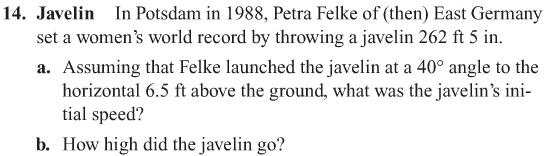 14. Javelin In Potsdam in 1988, Petra Felke of (then) East Germany
set a women's world record by throwing a javelin 262 ft 5 in.
a. Assuming that Felke launched the javelin at a 40° angle to the
horizontal 6.5 ft above the ground, what was the javelin's ini-
tial speed?
b. How high did the javelin go?